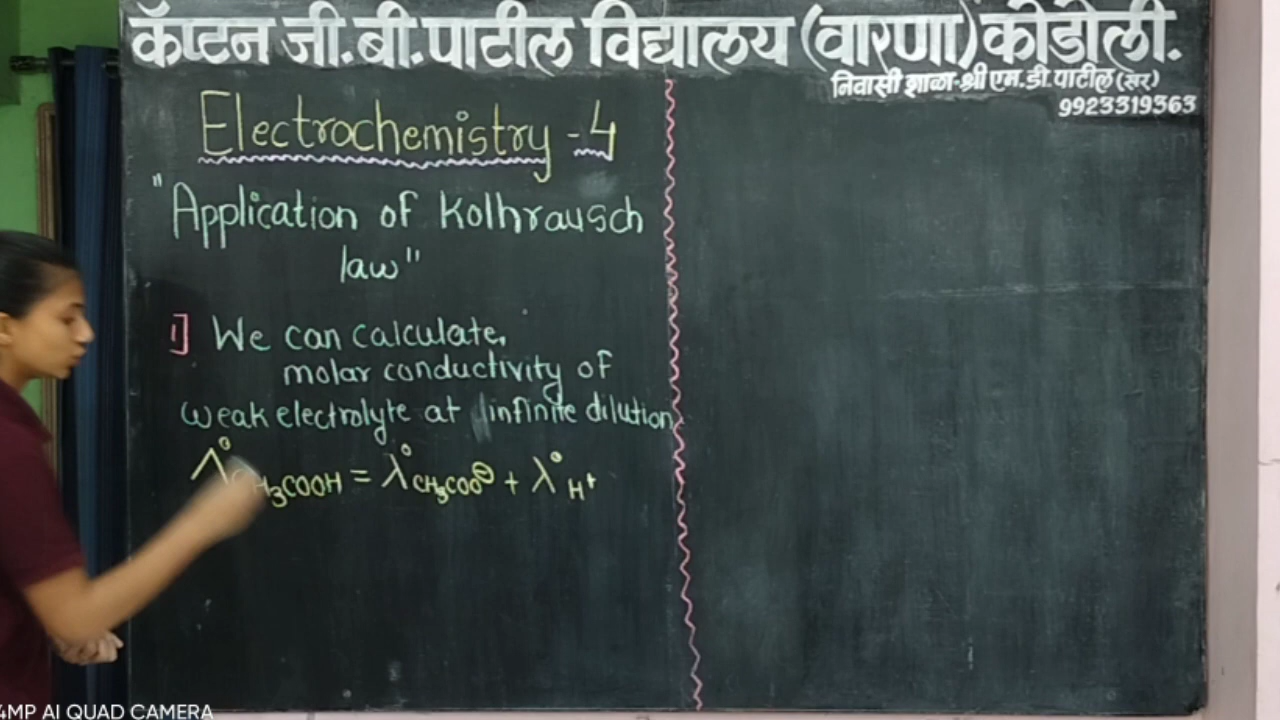 कॅप्टन जी.बी.पाटील विद्यालय (वारणा) कोडोली.
निवासी शाळा-श्री एम.डी.पाटील (सर)
9923319363
Electrochemistry - 4
"Application of Kolhrausch
law"
1] We can calculate,
molar conductivity of
weak electrolyte at infinite dilution
Λ° CH₃COOH = λ° CH₃COO⊖ + λ° H⁺
4MP AI QUAD CAMERA